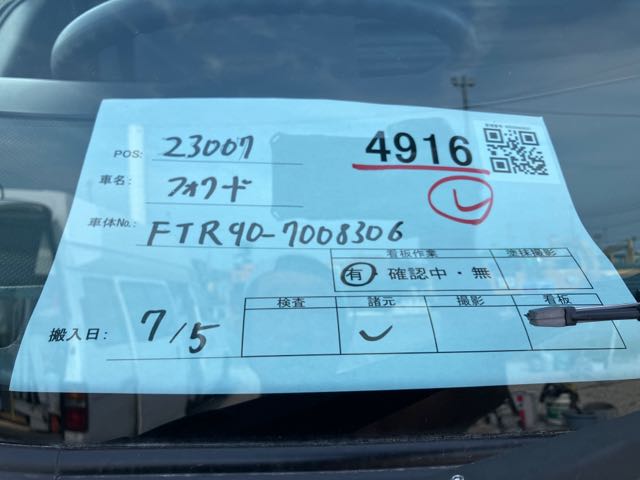 POS: 23007
4916
車名: フォワード
車体No.: FTR90-7008306
看板作業 塗抹撮影
有・確認中・無
検査 諸元 撮影 看板
搬入日: 7/5